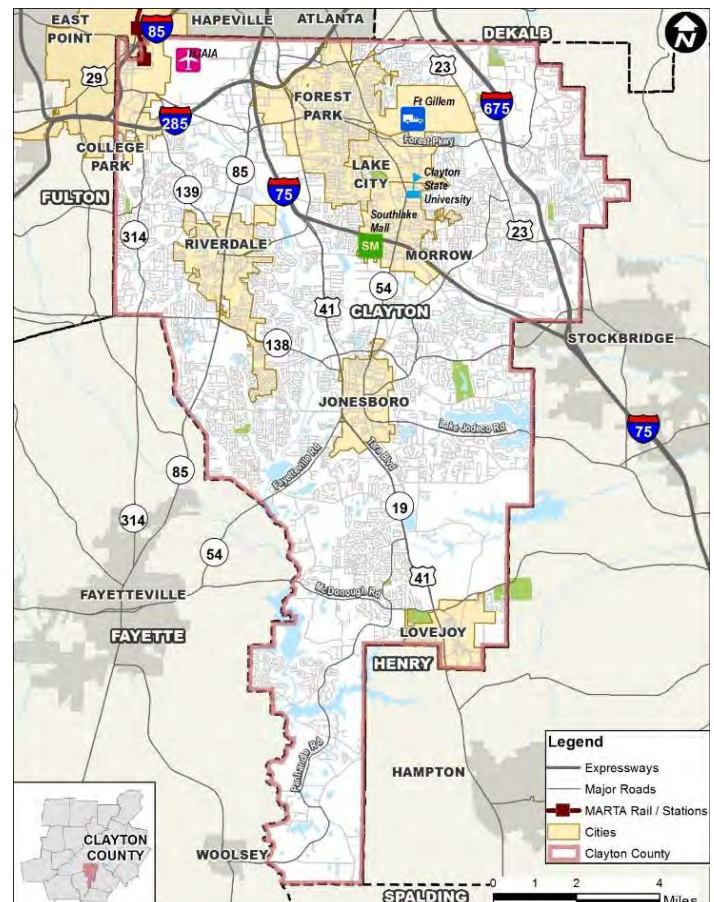 EAST
POINT
85
HAPEVILLE
ATLANTA
DEKALB
N
29
HJAIA
23
FOREST
PARK
Ft Gillem
675
285
Forest Pkwy
COLLEGE
PARK
LAKE
CITY
Clayton
State
University
FULTON
139
85
75
314
Southlake
Mall
SM
23
RIVERDALE
MORROW
54
41
CLAYTON
138
STOCKBRIDGE
JONESBORO
Lake Jodeco Rd
75
Fayetteville Rd
Tara Blvd
85
314
19
54
41
FAYETTEVILLE
McDonough Rd
FAYETTE
LOVEJOY
HENRY
Panhandle Rd
HAMPTON
WOOLSEY
SPALDING
CLAYTON
COUNTY
Legend
Expressways
Major Roads
MARTA Rail / Stations
Cities
Clayton County
0 1 2 4
Miles